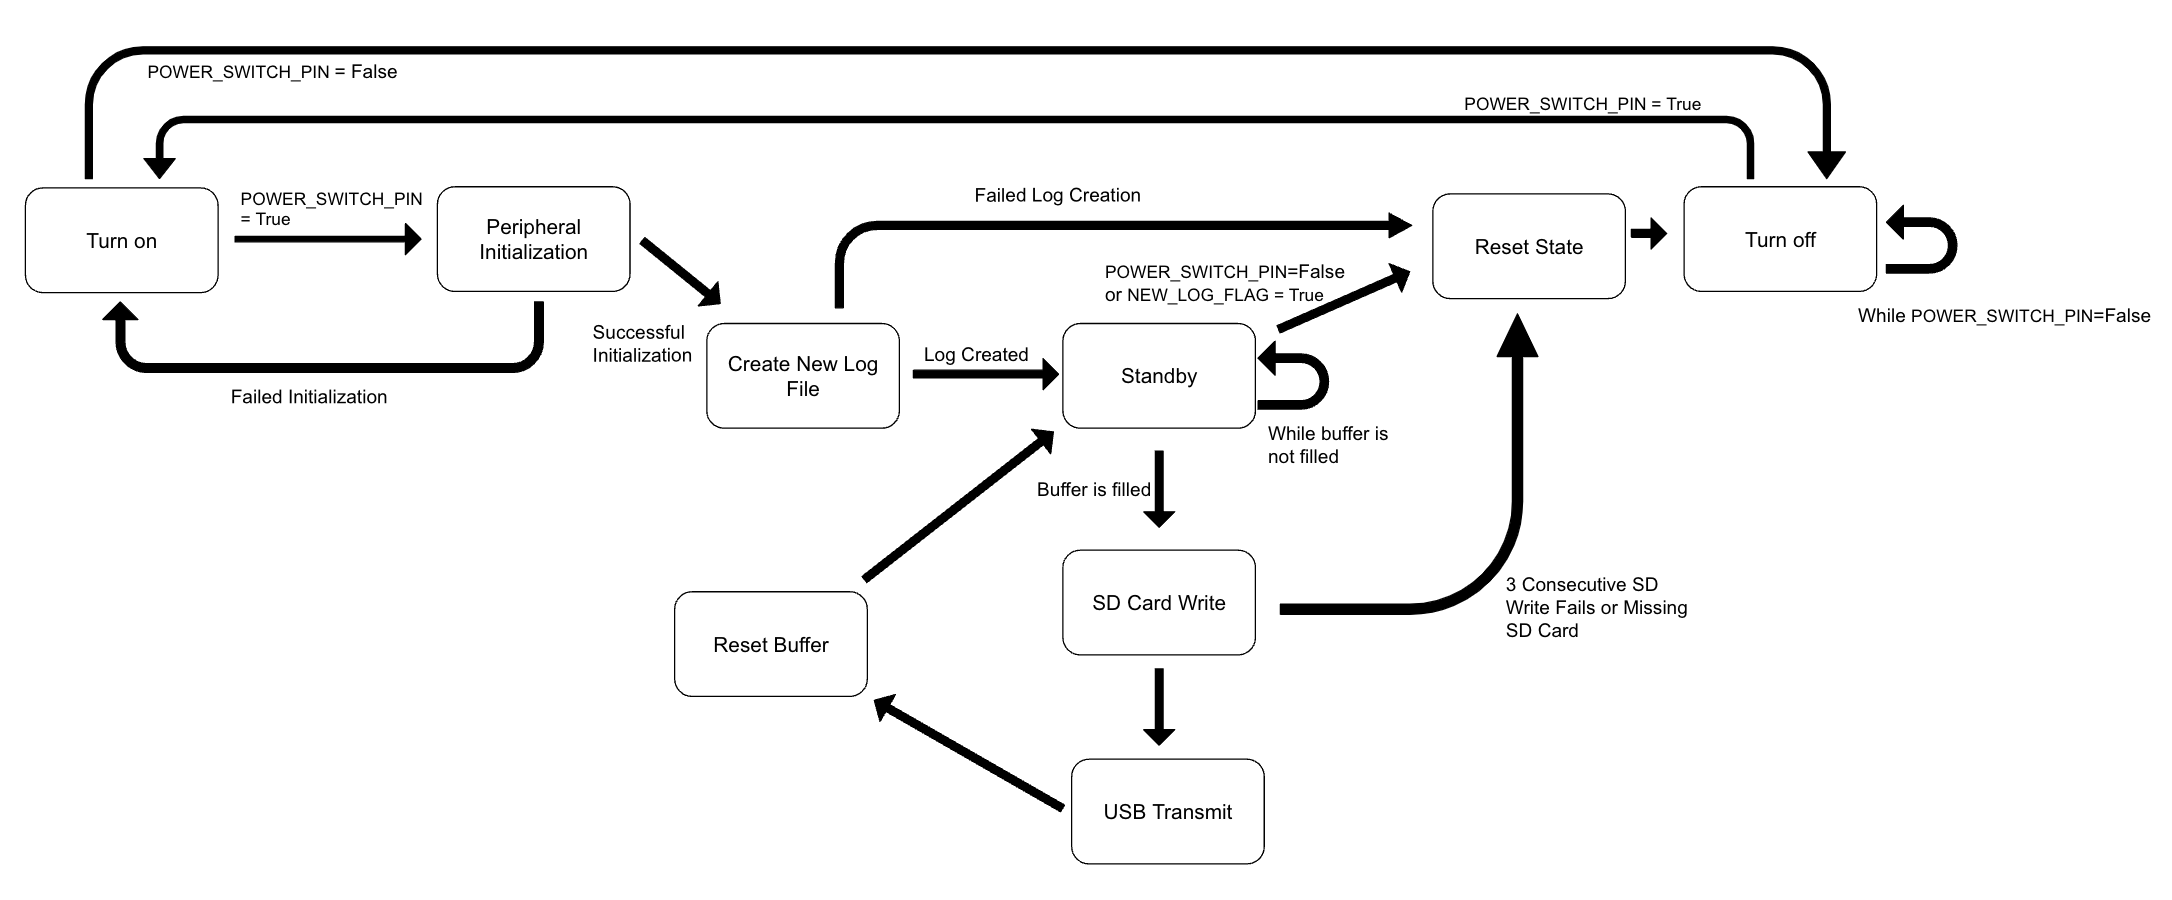 POWER_SWITCH_PIN = False
POWER_SWITCH_PIN = True
Turn on
POWER_SWITCH_PIN
= True
Peripheral
Initialization
Failed Log Creation
Reset State
Turn off
POWER_SWITCH_PIN=False
or NEW_LOG_FLAG = True
While POWER_SWITCH_PIN=False
Successful
Initialization
Failed Initialization
Create New Log
File
Log Created
Standby
While buffer is
not filled
Buffer is filled
SD Card Write
3 Consecutive SD
Write Fails or Missing
SD Card
Reset Buffer
USB Transmit